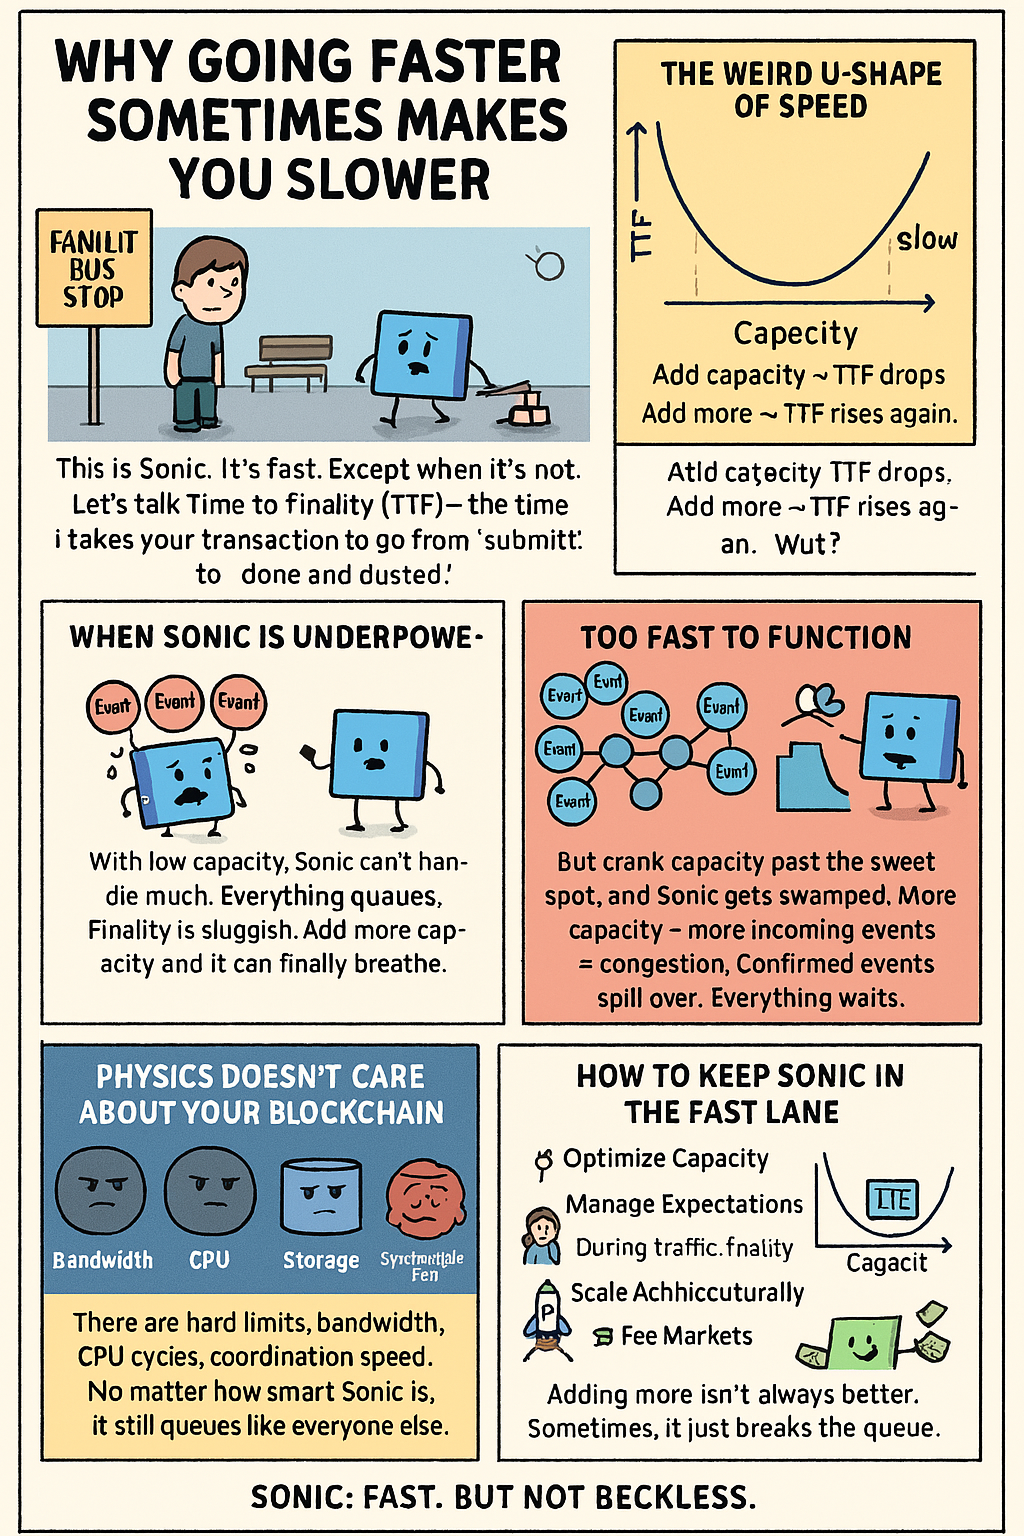 WHY GOING FASTER
SOMETIMES MAKES
YOU SLOWER
FANILIT
BUS
STOP
This is Sonic. It's fast. Except when it's not.
Let's talk Time to finality (TTF)– the time
i takes your transaction to go from 'submitt'.
to done and dusted.'
THE WEIRD U-SHAPE
OF SPEED
TTF
slow
Capecity
Add capacity ~ TTF drops
Add more ~ TTF rises again.
Atld catecity TTF drops,
Add more ~ TTF rises ag-
an. Wut?
WHEN SONIC IS UNDERPOWE-
Evart
Evont
Evant
With low capacity, Sonic can't han-
die much. Everything quaues,
Finality is sluggish. Add more cap-
acity and it can finally breathe.
TOO FAST TO FUNCTION
Evart
Evnt
Evant
Evant
Eiant
Evmt
Evant
But crank capacity past the sweet
spot, and Sonic gets swamped. More
capacity – more incoming events
= congestion, Confirmed events
spill over. Everything waits.
PHYSICS DOESN'T CARE
ABOUT YOUR BLOCKCHAIN
Bandwidth
CPU
Storage
Fen
There are hard limits, bandwidth,
CPU cycies, coordination speed.
No matter how smart Sonic is,
it still queues like everyone else.
HOW TO KEEP SONIC IN
THE FAST LANE
Optimize Capacity
Manage Expectations
During traffic. fnality
Scale Achhiccuturally
P
Fee Markets
ITE
Cagacit
Adding more isn't always better.
Sometimes, it just breaks the queue.
SONIC: FAST. BUT NOT BECKLESS.